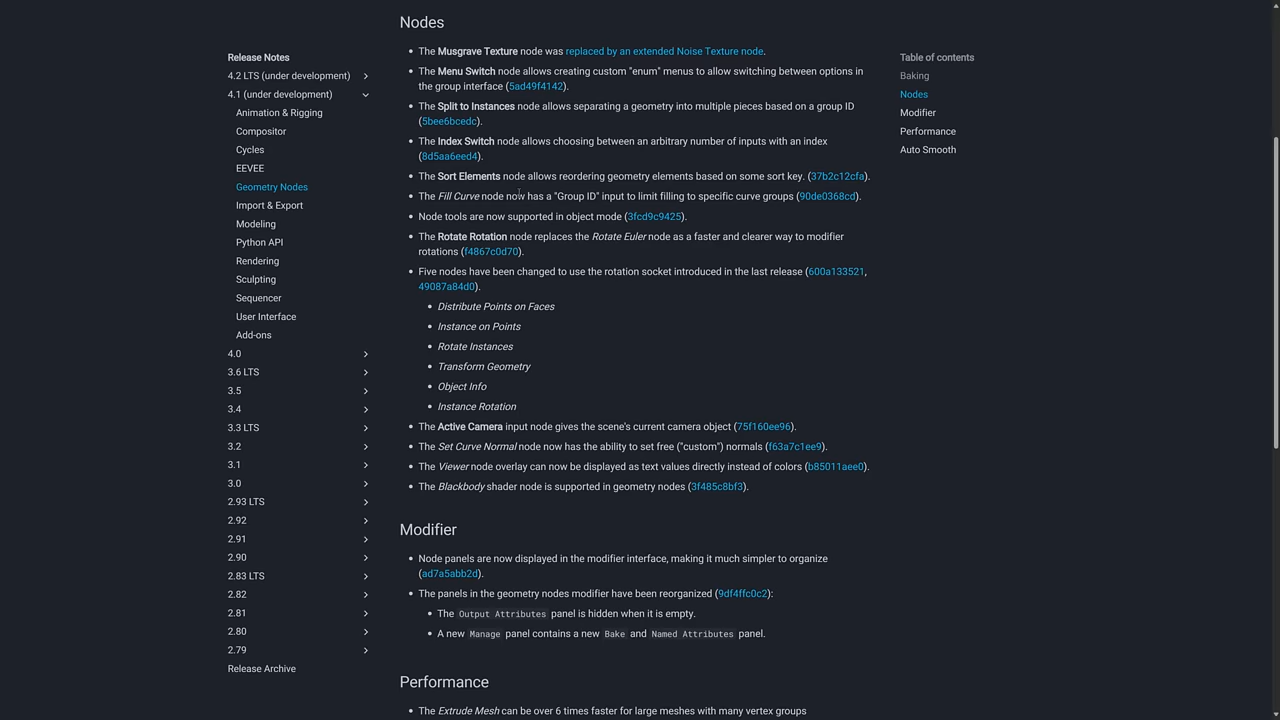 Release Notes
4.2 LTS (under development)
4.1 (under development)
Animation & Rigging
Compositor
Cycles
EEVEE
Geometry Nodes
Import & Export
Modeling
Python API
Rendering
Sculpting
Sequencer
User Interface
Add-ons
4.0
3.6 LTS
3.5
3.4
3.3 LTS
3.2
3.1
3.0
2.93 LTS
2.92
2.91
2.90
2.83 LTS
2.82
2.81
2.80
2.79
Release Archive
Nodes
The Musgrave Texture node was replaced by an extended Noise Texture node.
The Menu Switch node allows creating custom "enum" menus to allow switching between options in
the group interface (5ad49f4142).
The Split to Instances node allows separating a geometry into multiple pieces based on a group ID
(5bee6bcedc).
The Index Switch node allows choosing between an arbitrary number of inputs with an index
(8d5aa6eed4).
The Sort Elements node allows reordering geometry elements based on some sort key. (37b2c12cfa).
The Fill Curve node now has a "Group ID" input to limit filling to specific curve groups (90de0368cd).
Node tools are now supported in object mode (3fcd9c9425).
The Rotate Rotation node replaces the Rotate Euler node as a faster and clearer way to modifier
rotations (f4867c0d70).
Five nodes have been changed to use the rotation socket introduced in the last release (600a133521,
49087a84d0).
Distribute Points on Faces
Instance on Points
Rotate Instances
Transform Geometry
Object Info
Instance Rotation
The Active Camera input node gives the scene's current camera object (75f160ee96).
The Set Curve Normal node now has the ability to set free ("custom") normals (f63a7c1ee9).
The Viewer node overlay can now be displayed as text values directly instead of colors (b85011aee0).
The Blackbody shader node is supported in geometry nodes (3f485c8bf3).
Modifier
Node panels are now displayed in the modifier interface, making it much simpler to organize
(ad7a5abb2d).
The panels in the geometry nodes modifier have been reorganized (9df4ffc0c2):
The Output Attributes panel is hidden when it is empty.
A new Manage panel contains a new Bake and Named Attributes panel.
Performance
The Extrude Mesh can be over 6 times faster for large meshes with many vertex groups
Table of contents
Baking
Nodes
Modifier
Performance
Auto Smooth